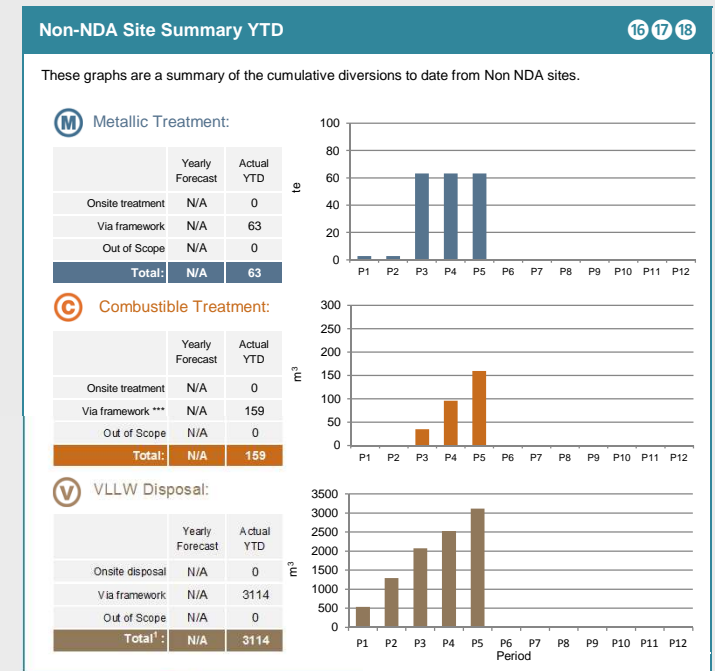 Non-NDA Site Summary YTD
16 17 18
These graphs are a summary of the cumulative diversions to date from Non NDA sites.
M Metallic Treatment:
Yearly Forecast Actual YTD
Onsite treatment N/A 0
Via framework N/A 63
Out of Scope N/A 0
Total: N/A 63
te
100
80
60
40
20
0
P1 P2 P3 P4 P5 P6 P7 P8 P9 P10 P11 P12
C Combustible Treatment:
Yearly Forecast Actual YTD
Onsite treatment N/A 0
Via framework *** N/A 159
Out of Scope N/A 0
Total: N/A 159
m³
300
250
200
150
100
50
0
P1 P2 P3 P4 P5 P6 P7 P8 P9 P10 P11 P12
V VLLW Disposal:
Yearly Forecast Actual YTD
Onsite disposal N/A 0
Via framework N/A 3114
Out of Scope N/A 0
Total¹ : N/A 3114
m³
3500
3000
2500
2000
1500
1000
500
0
P1 P2 P3 P4 P5 P6 P7 P8 P9 P10 P11 P12
Period